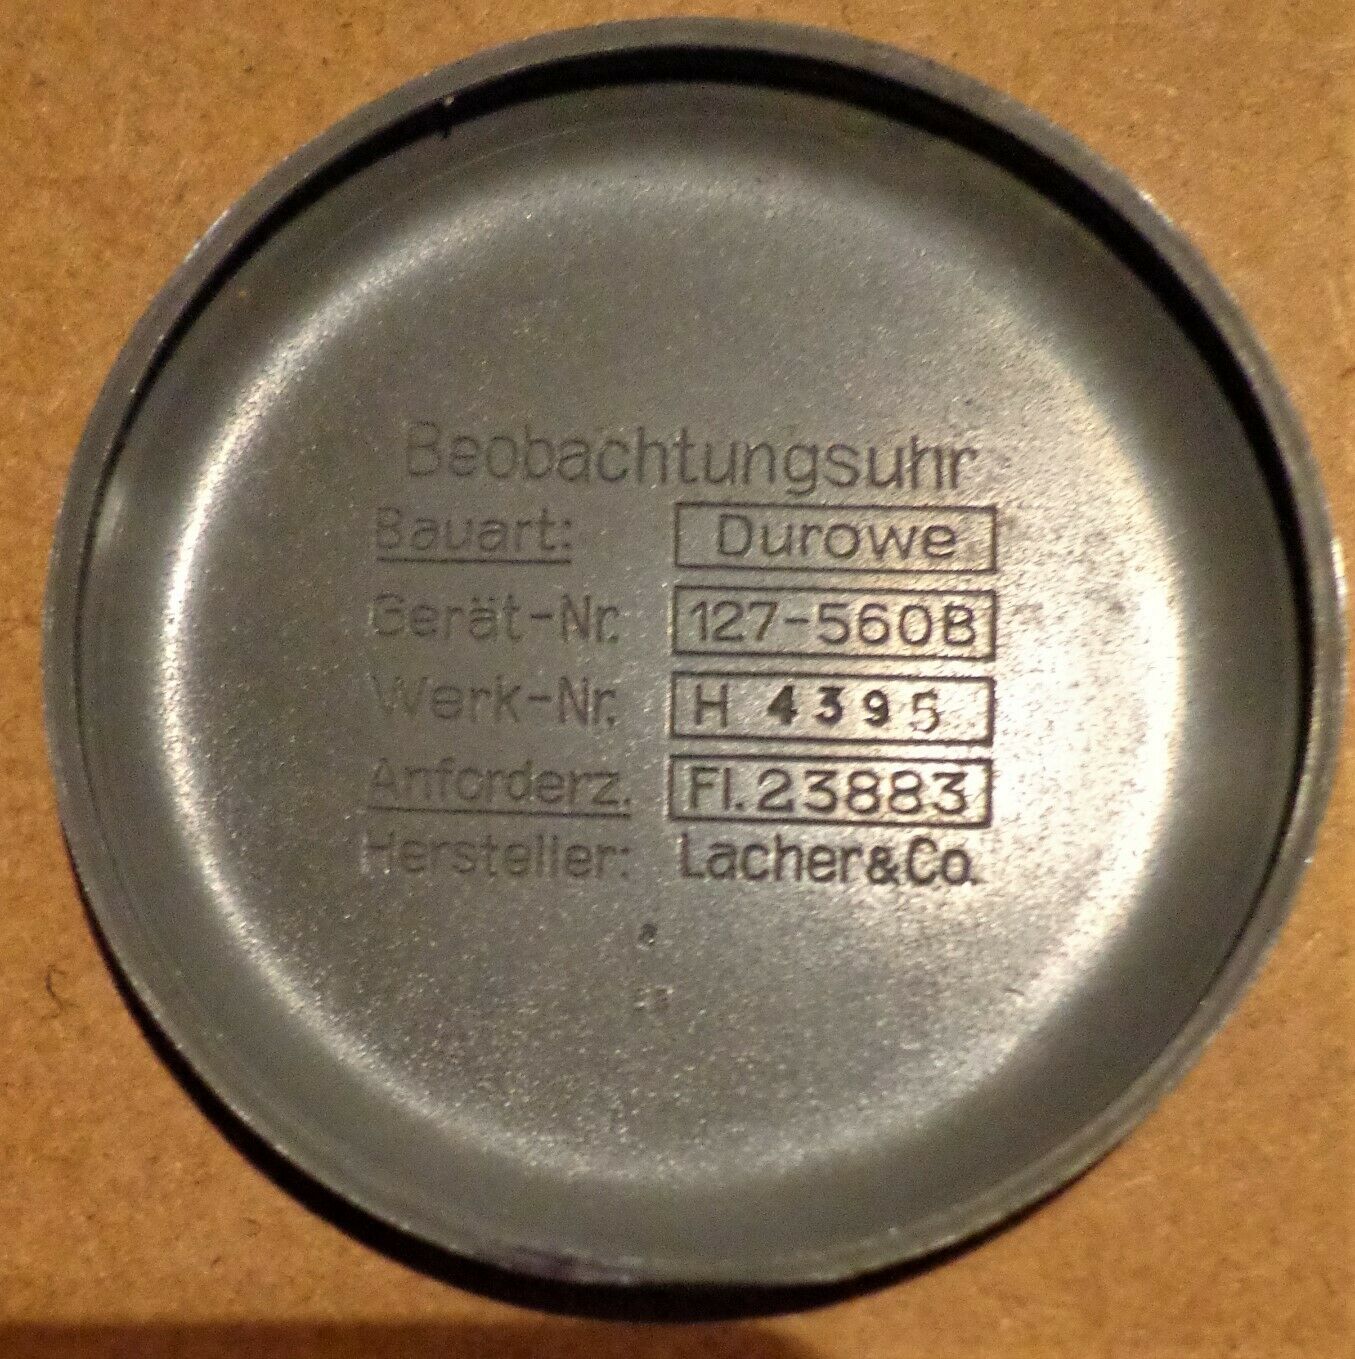 Beobachtungsuhr
Bauart: Durowe
Gerät-Nr. 127-560B
Werk-Nr. H 4395
Anforderz. Fl.23883
Hersteller: Lacher&Co.